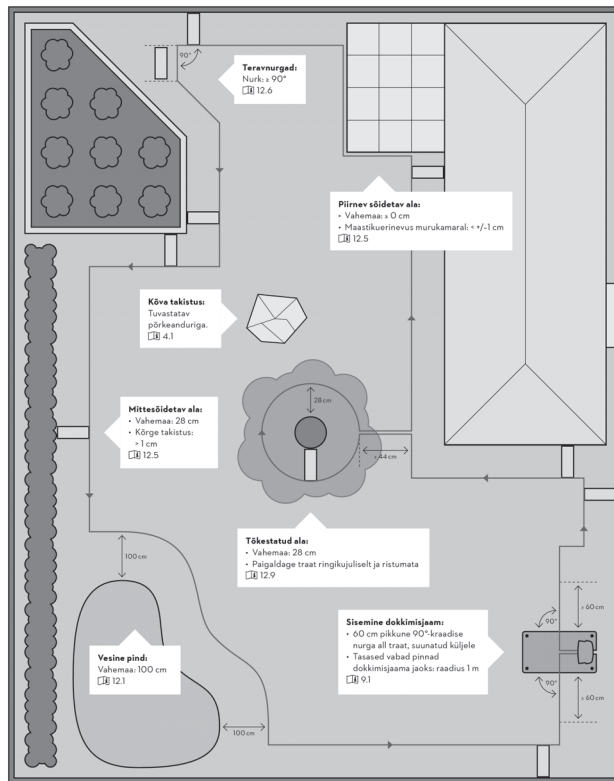 90°
Teravnurgad:
Nurk: ≥ 90°
12.6
Piirnev sõidetav ala:
• Vahemaa: ≥ 0 cm
• Maastikuerinevus murukamaral: < +/–1 cm
12.5
Kõva takistus:
Tuvastatav
põrkeanduriga.
4.1
28 cm
Mittesõidetav ala:
• Vahemaa: 28 cm
• Kõrge takistus:
> 1 cm
12.5
≥ 44 cm
100 cm
Tõkestatud ala:
• Vahemaa: 28 cm
• Paigaldage traat ringikujuliselt ja ristumata
12.9
≥ 60 cm
90°
Sisemine dokkimisjaam:
• 60 cm pikkune 90°-kraadise
nurga all traat, suunatud küljele
• Tasased vabad pinnad
dokkimisjaama jaoks: raadius 1 m
9.1
Vesine pind:
Vahemaa: 100 cm
12.1
90°
≥ 60 cm
100 cm